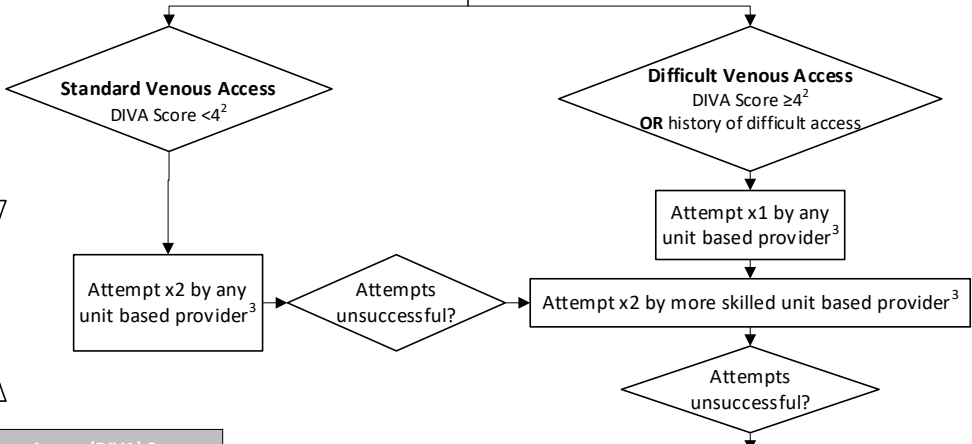 Standard Venous Access
DIVA Score <4²
Difficult Venous Access
DIVA Score ≥4²
OR history of difficult access
Attempt x1 by any
unit based provider³
Attempt x2 by any
unit based provider³
Attempts
unsuccessful?
Attempt x2 by more skilled unit based provider³
Attempts
unsuccessful?
(DIVA)